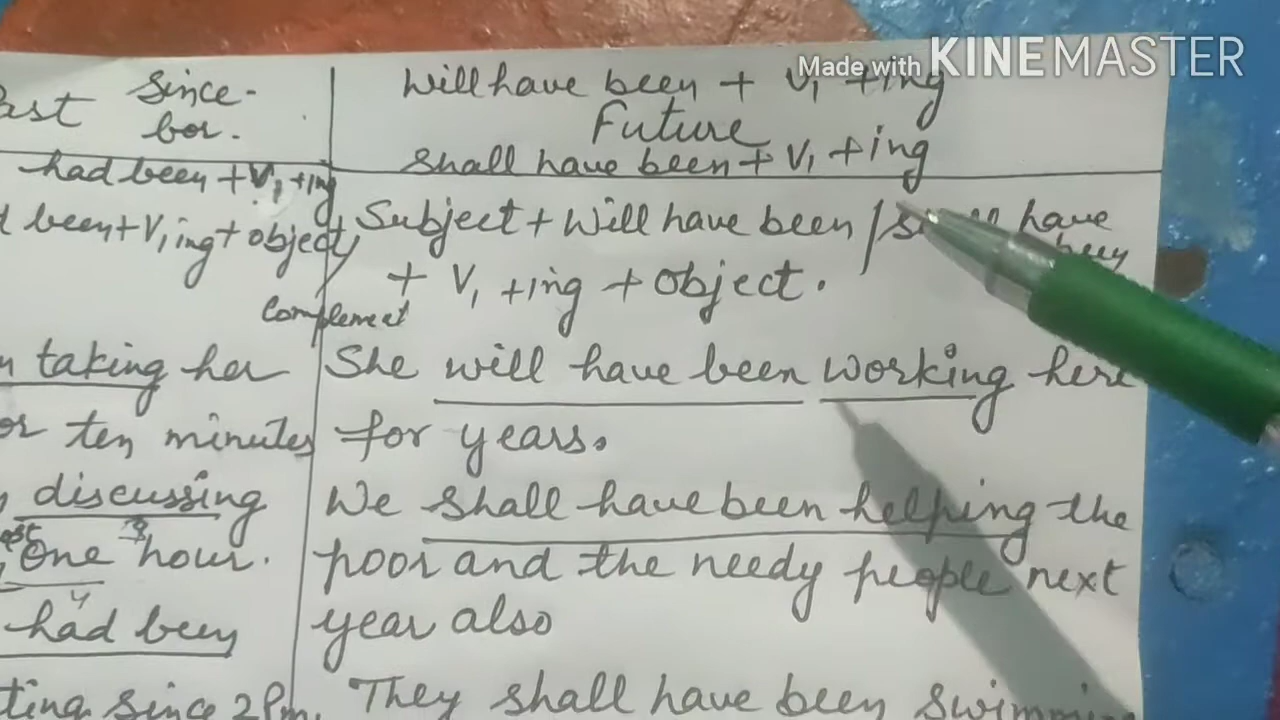 Made with KINEMASTER
Past since-
for.
had been + V1 + ing
been + V1 ing + object/
complement
taking her
for ten minutes
discussing
One hour.
had been
since 2 Pm.
Will have been + V1 + ing
Future
Shall have been + V1 + ing
Subject + Will have been / Shall have
been
+ V1 + ing + Object.
She will have been working here
for years.
We shall have been helping the
poor and the needy people next
year also
They shall have been swimming